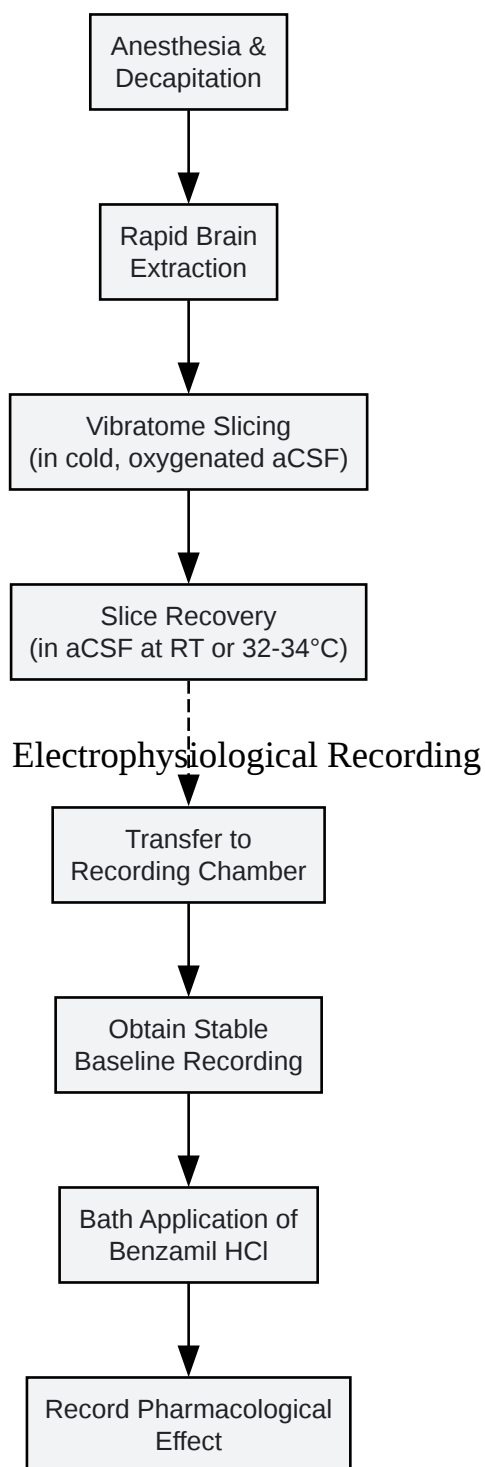 Anesthesia &
Decapitation
Rapid Brain
Extraction
Vibratome Slicing
(in cold, oxygenated aCSF)
Slice Recovery
(in aCSF at RT or 32-34°C)
Electrophysiological Recording
Transfer to
Recording Chamber
Obtain Stable
Baseline Recording
Bath Application of
Benzamil HCl
Record Pharmacological
Effect